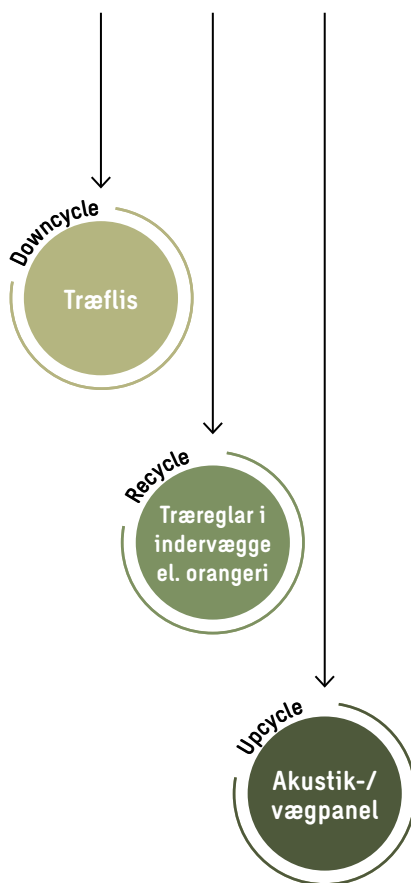 Downcycle
Træflis
Recycle
Træreglar i
indervægge
el. orangeri
Upcycle
Akustik-/
vægpanel